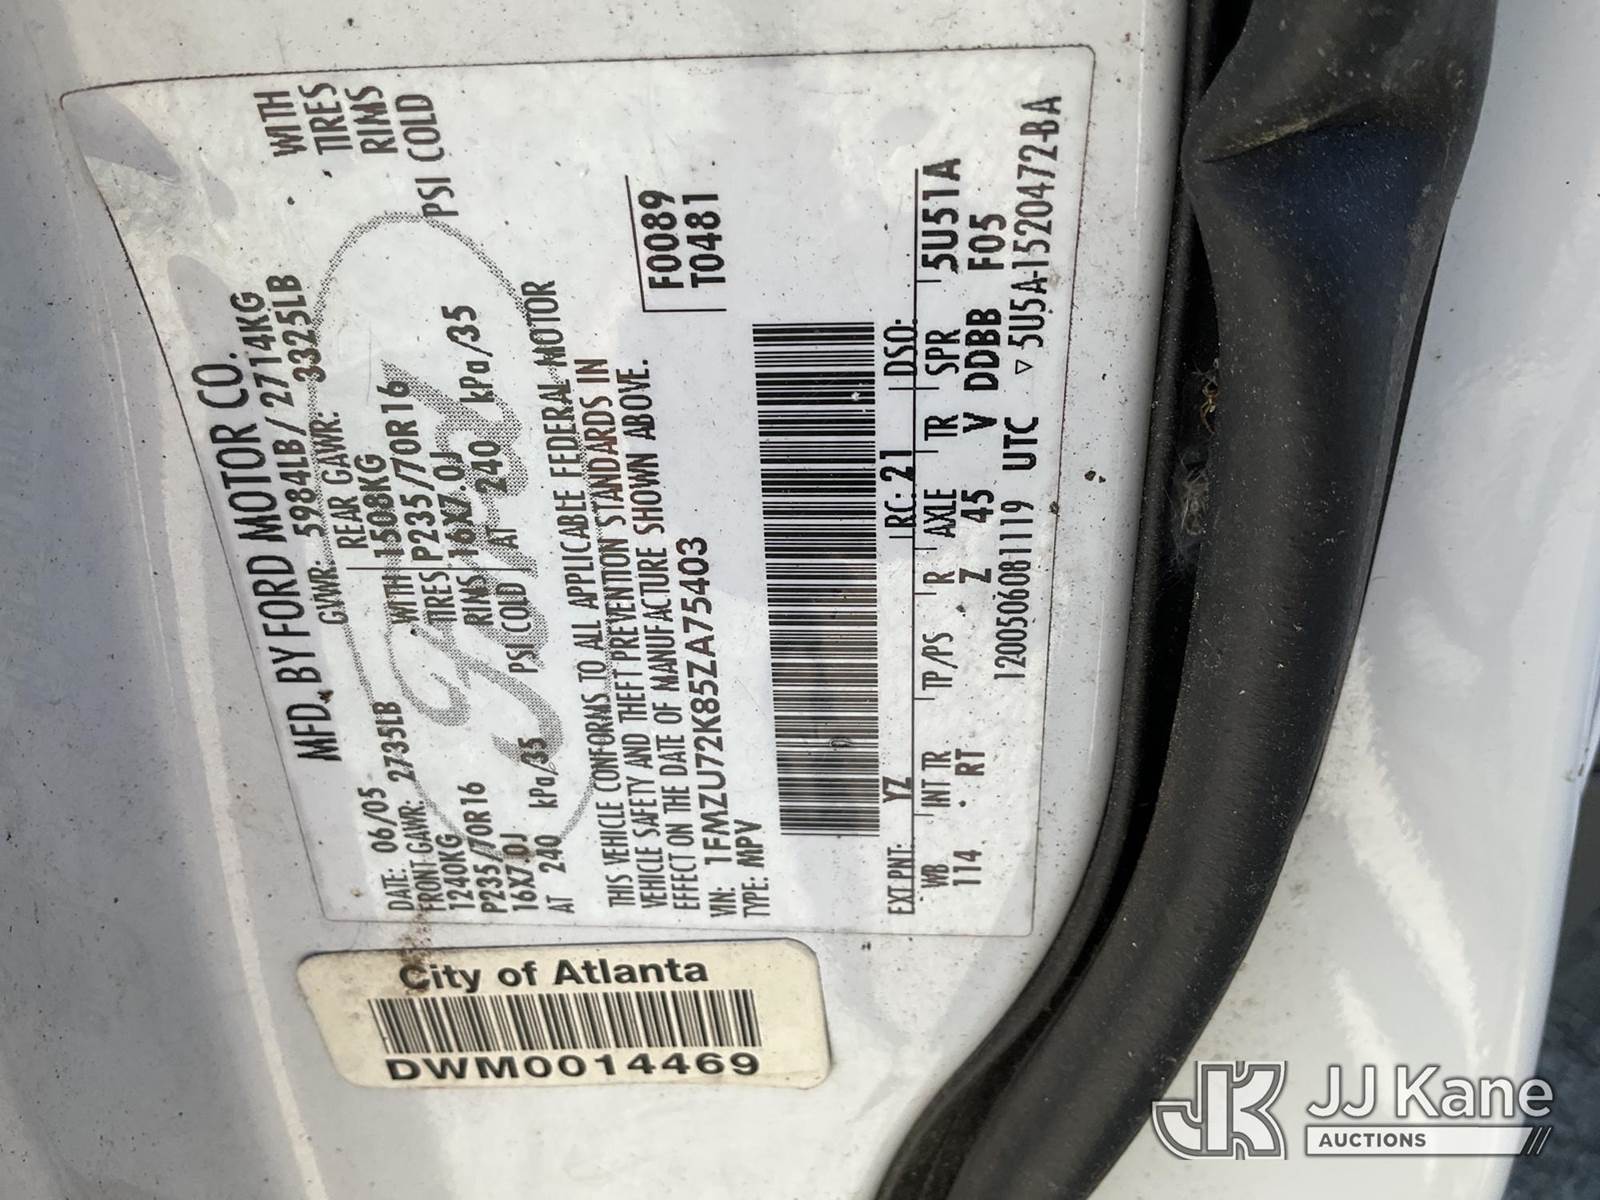 MFD. BY FORD MOTOR CO.
DATE: 06/05 GVWR: 5984LB/2714KG
FRONT GAWR: 2735LB REAR GAWR: 3325LB
1240KG WITH 1508KG WITH
P235/70R16 TIRES P235/70R16 TIRES
16X7.0J RIMS 16X7.0J RIMS
AT 240 kPa/35 PSI COLD AT 240 kPa/35 PSI COLD
Ford
THIS VEHICLE CONFORMS TO ALL APPLICABLE FEDERAL MOTOR
VEHICLE SAFETY AND THEFT PREVENTION STANDARDS IN
EFFECT ON THE DATE OF MANUFACTURE SHOWN ABOVE.
VIN: 1FMZU72K85ZA75403
TYPE: MPV
F0089
T0481
EXT PNT: YZ RC: 21 DSO:
WB INT TR TP/PS R AXLE TR SPR 5U51A
114 RT Z 45 V DDBB F05
1200506081119 UTC ▽ 5U5A-1520472-BA
City of Atlanta
DWM0014469
JJ Kane
AUCTIONS